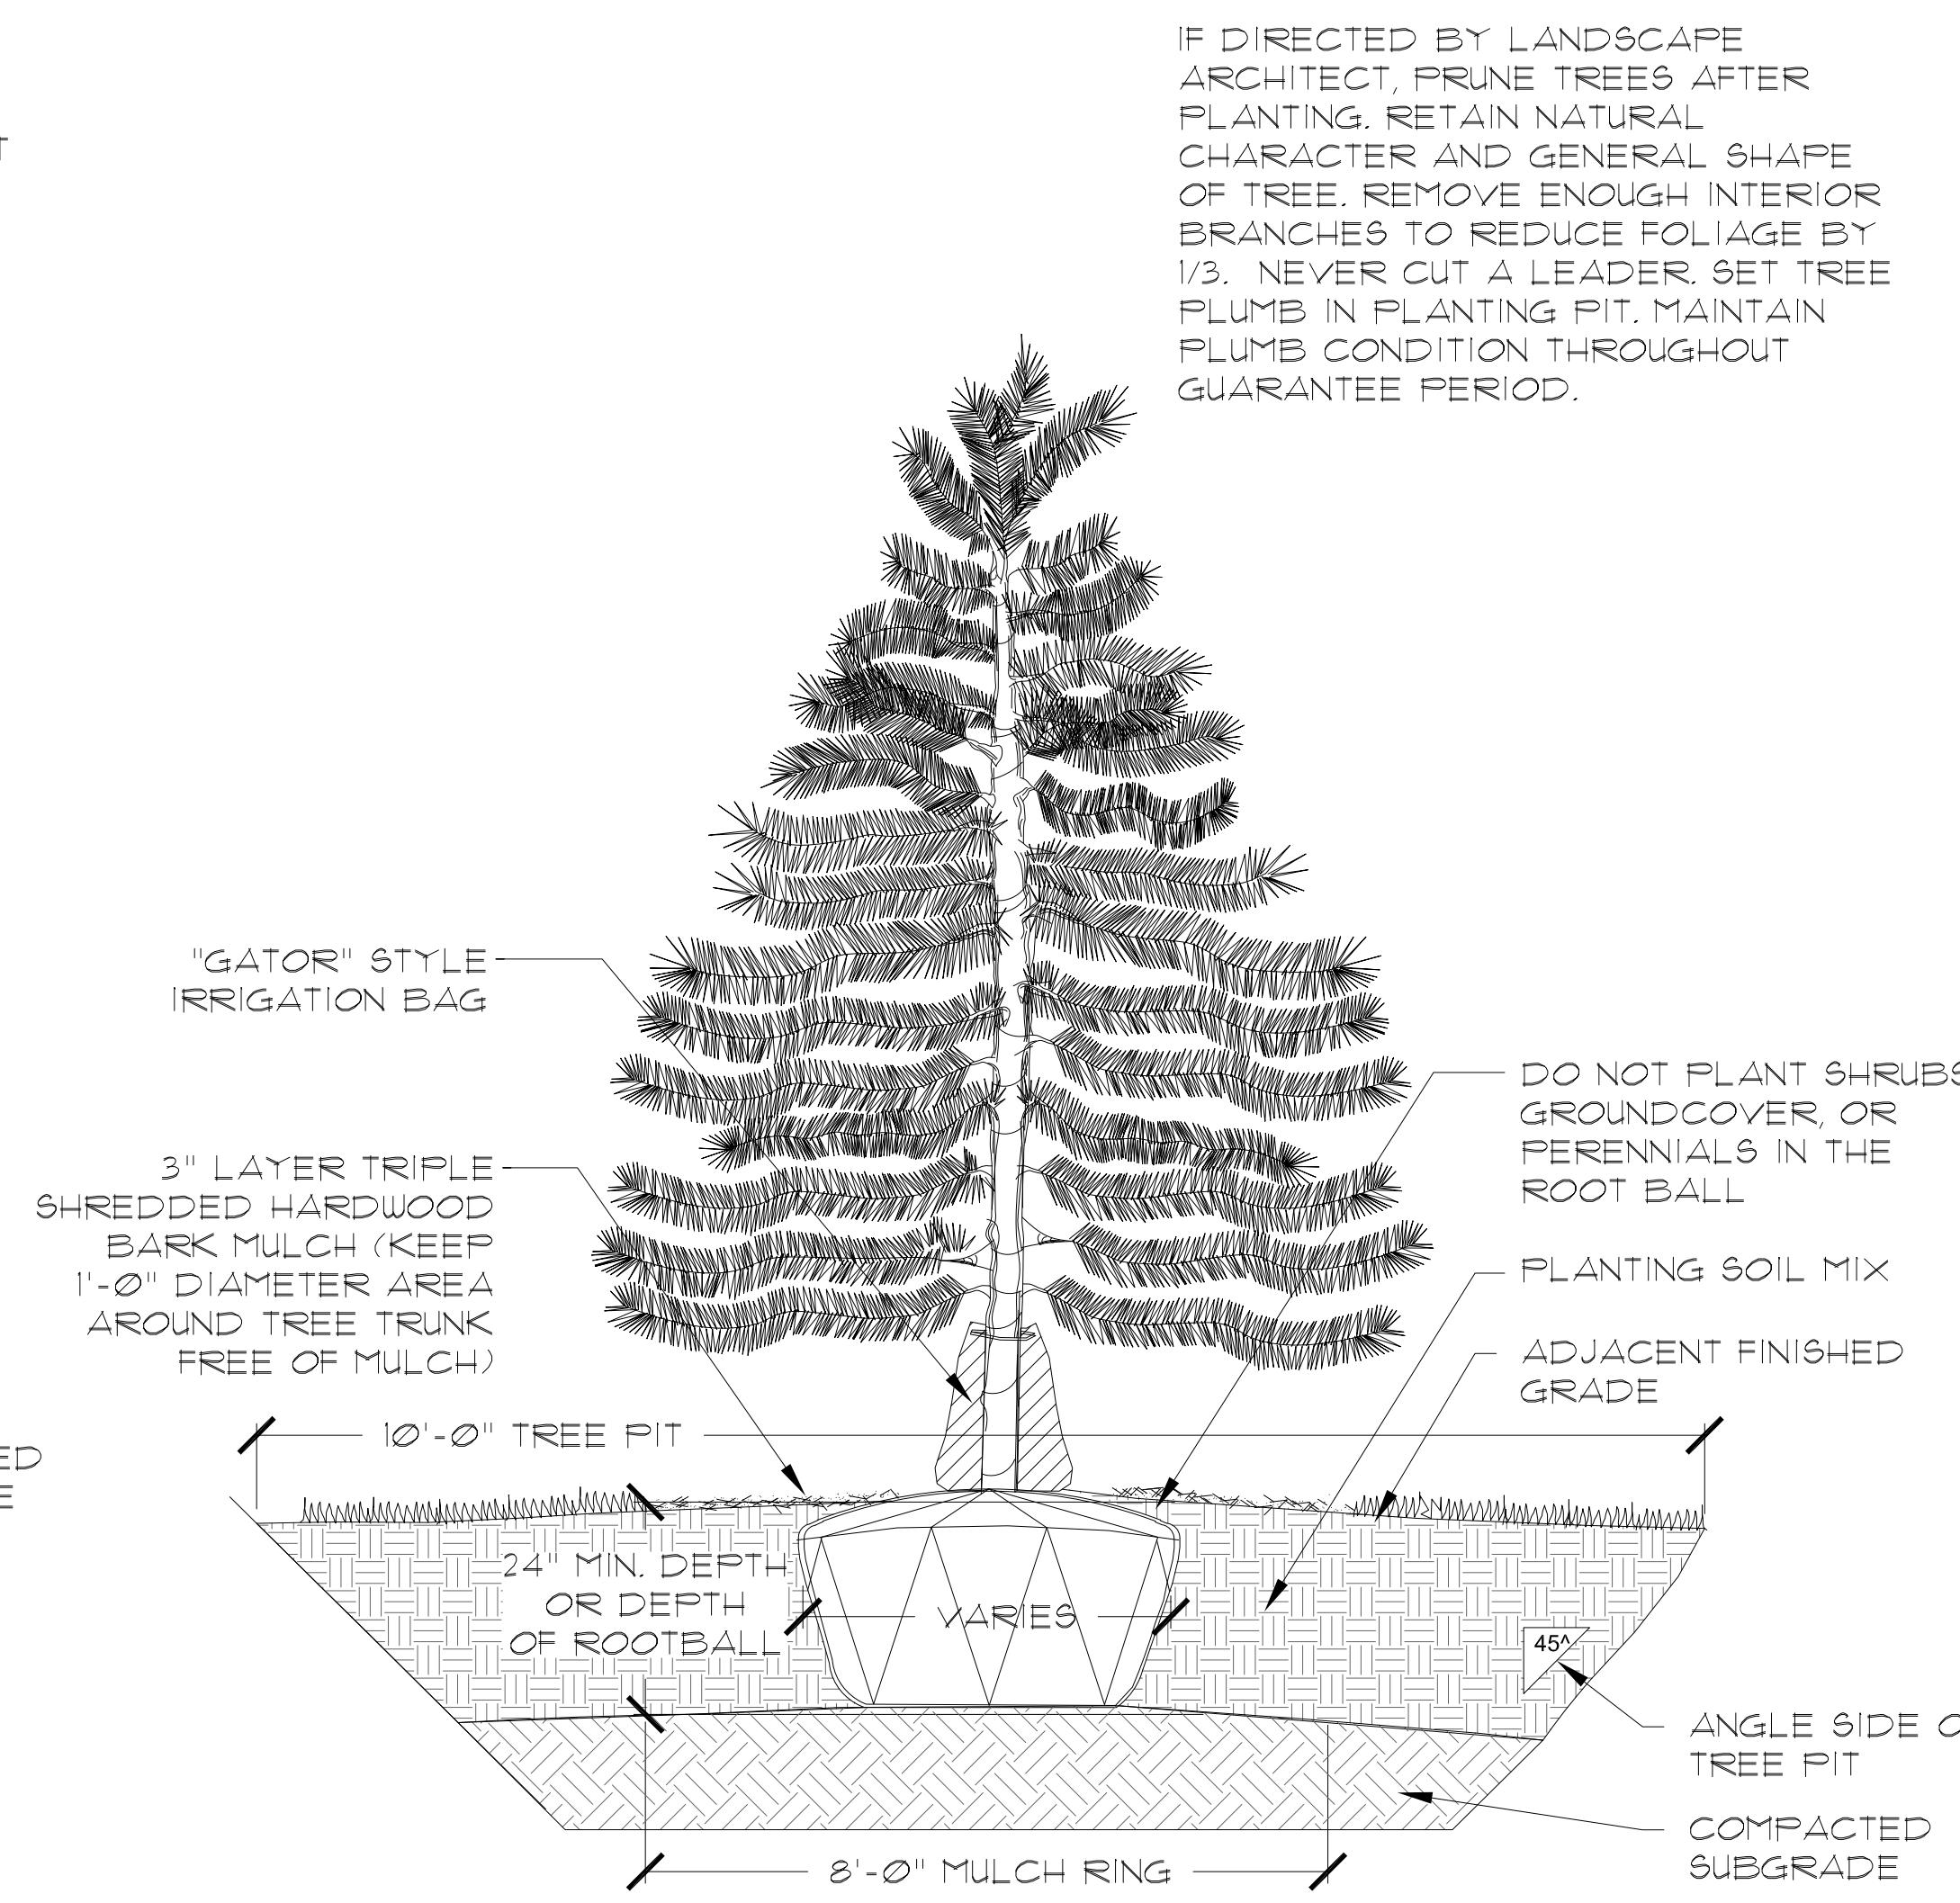 IF DIRECTED BY LANDSCAPE
ARCHITECT, PRUNE TREES AFTER
PLANTING. RETAIN NATURAL
CHARACTER AND GENERAL SHAPE
OF TREE. REMOVE ENOUGH INTERIOR
BRANCHES TO REDUCE FOLIAGE BY
1/3. NEVER CUT A LEADER. SET TREE
PLUMB IN PLANTING PIT. MAINTAIN
PLUMB CONDITION THROUGHOUT
GUARANTEE PERIOD.
"GATOR" STYLE
IRRIGATION BAG
3" LAYER TRIPLE
SHREDDED HARDWOOD
BARK MULCH (KEEP
1'-0" DIAMETER AREA
AROUND TREE TRUNK
FREE OF MULCH)
DO NOT PLANT SHRUBS
GROUNDCOVER, OR
PERENNIALS IN THE
ROOT BALL
PLANTING SOIL MIX
ADJACENT FINISHED
GRADE
10'-0" TREE PIT
24" MIN. DEPTH
OR DEPTH
OF ROOTBALL
VARIES
45^
ANGLE SIDE
TREE PIT
COMPACTED
SUBGRADE
8'-0" MULCH RING